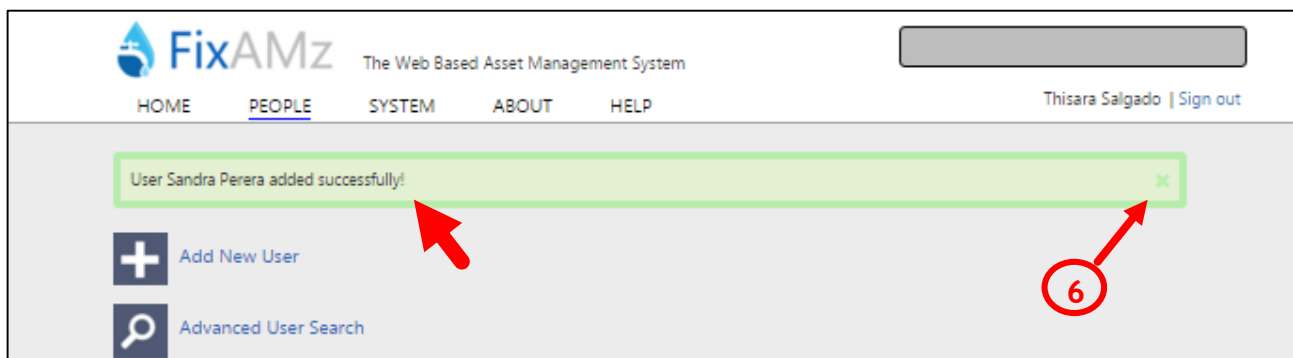 FixAMz The Web Based Asset Management System
HOME PEOPLE SYSTEM ABOUT HELP Thisara Salgado | Sign out
User Sandra Perera added successfully!
6
Add New User
Advanced User Search